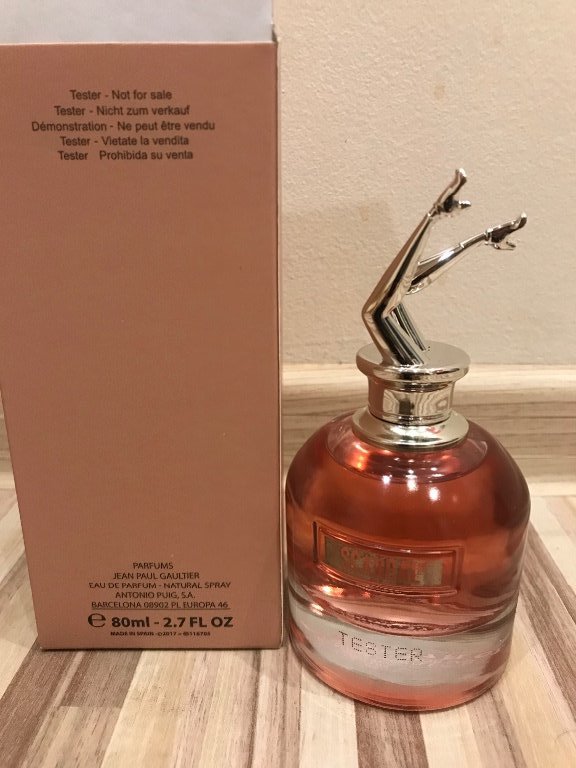 Tester - Not for sale
Tester - Nicht zum verkauf
Démonstration - Ne peut être vendu
Tester - Vietate la vendita
Tester Prohibida su venta
PARFUMS
JEAN PAUL GAULTIER
EAU DE PARFUM - NATURAL SPRAY
ANTONIO PUIG, S.A.
BARCELONA 08902 PL EUROPA 46
℮ 80ml - 2.7 FL OZ
MADE IN SPAIN - ©2017 -
TESTER